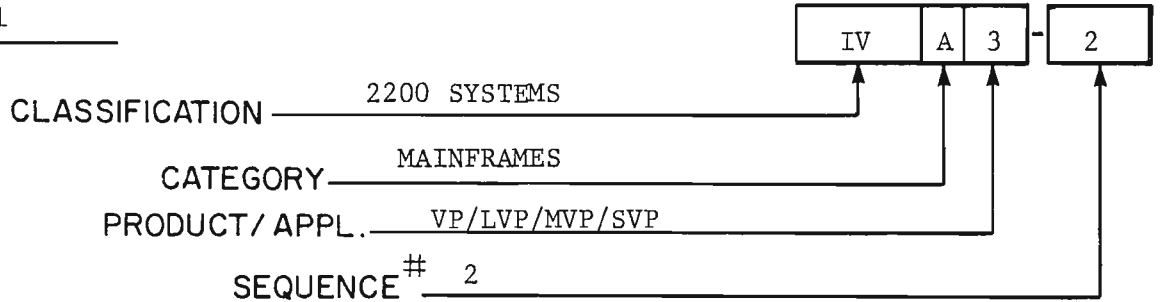 IV A 3 - 2
CLASSIFICATION 2200 SYSTEMS
CATEGORY MAINFRAMES
PRODUCT/APPL. VP/LVP/MVP/SVP
SEQUENCE # 2